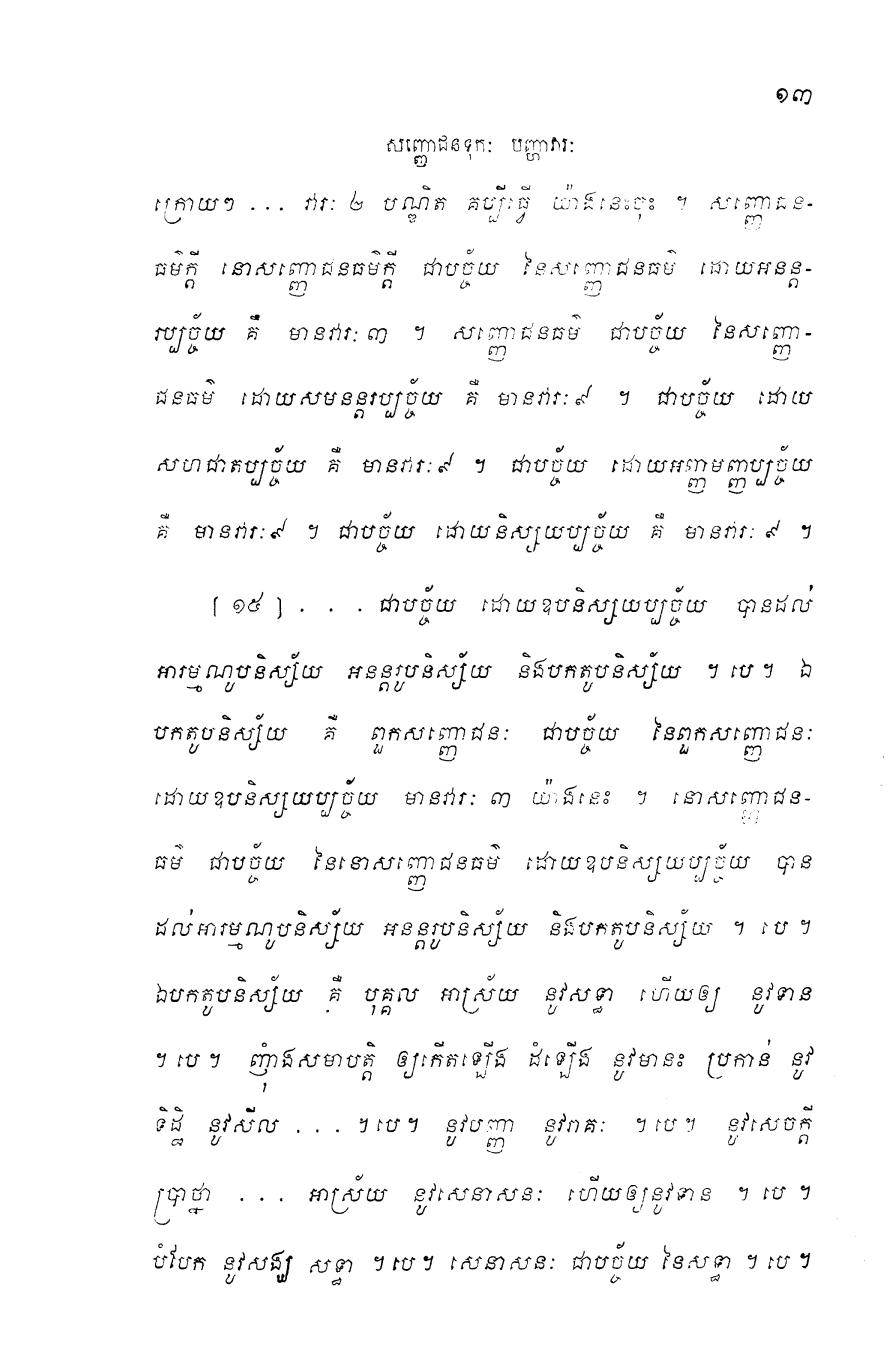 ១៣
សញ្ញោជនទុកៈ បញ្ហាវារៈ
ក្រោយៗ ... វារៈ ២ បណ្ឌិត គប្បីធ្វើ យ៉ាងនេះចុះ ។ សញ្ញោជន-
ធម៌ក្តី នោសញ្ញោជនធម៌ក្តី ជាបច្ច័យ នៃសញ្ញោជនធម៌ ដោយអនន្ត-
រប្បច្ច័យ គឺ មានវារៈ ៣ ។ សញ្ញោជនធម៌ ជាបច្ច័យ នៃសញ្ញោ-
ជនធម៌ ដោយសមនន្តរប្បច្ច័យ គឺ មានវារៈ ៩ ។ ជាបច្ច័យ ដោយ
សហជាតប្បច្ច័យ គឺ មានវារៈ ៩ ។ ជាបច្ច័យ ដោយអញ្ញមញ្ញប្បច្ច័យ
គឺ មានវារៈ ៩ ។ ជាបច្ច័យ ដោយនិស្សយប្បច្ច័យ គឺ មានវារៈ ៩ ។
[ ១៥ ] . . . ជាបច្ច័យ ដោយឧបនិស្សយប្បច្ច័យ បានដល់
អារម្មណូបនិស្ស័យ អនន្តរូបនិស្ស័យ និងបកតូបនិស្ស័យ ។ បេ ។ ឯ
បកតូបនិស្ស័យ គឺ ពួកសញ្ញោជនៈ ជាបច្ច័យ នៃពួកសញ្ញោជនៈ
ដោយឧបនិស្សយប្បច្ច័យ មានវារៈ ៣ យ៉ាងនេះ ។ នោសញ្ញោជន-
ធម៌ ជាបច្ច័យ នៃនោសញ្ញោជនធម៌ ដោយឧបនិស្សយប្បច្ច័យ បាន
ដល់អារម្មណូបនិស្ស័យ អនន្តរូបនិស្ស័យ និងបកតូបនិស្ស័យ ។ បេ ។
ឯបកតូបនិស្ស័យ គឺ បុគ្គល អាស្រ័យ នូវសទ្ធា ហើយឲ្យ នូវទាន
។ បេ ។ ញុំាងសមាបត្តិ ឲ្យកើតឡើង ដំឡើង នូវមានះ ប្រកាន់ នូវ
ទិដ្ឋិ នូវសីល ... ។ បេ ។ នូវបញ្ញា នូវរាគៈ ។ បេ ។ នូវសេចក្តី
ប្រាថ្នា ... អាស្រ័យ នូវសេនាសនៈ ហើយឲ្យនូវទាន ។ បេ ។
បំបែក នូវសង្ឃ សទ្ធា ។ បេ ។ សេនាសនៈ ជាបច្ច័យ នៃសទ្ធា ។ បេ ។